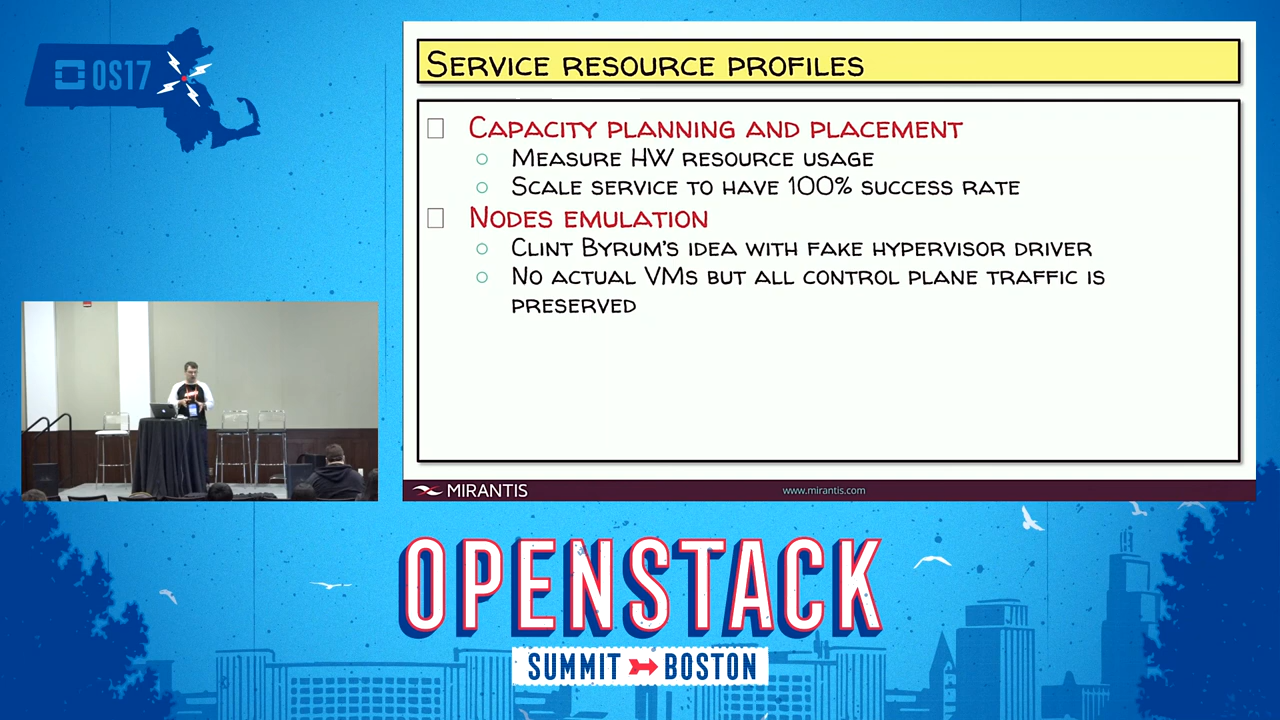 OS17
SERVICE RESOURCE PROFILES
CAPACITY PLANNING AND PLACEMENT
MEASURE HW RESOURCE USAGE
SCALE SERVICE TO HAVE 100% SUCCESS RATE
NODES EMULATION
CLINT BYRUM'S IDEA WITH FAKE HYPERVISOR DRIVER
NO ACTUAL VMS BUT ALL CONTROL PLANE TRAFFIC IS
PRESERVED
MIRANTIS
www.mirantis.com
OPENSTACK
SUMMIT BOSTON